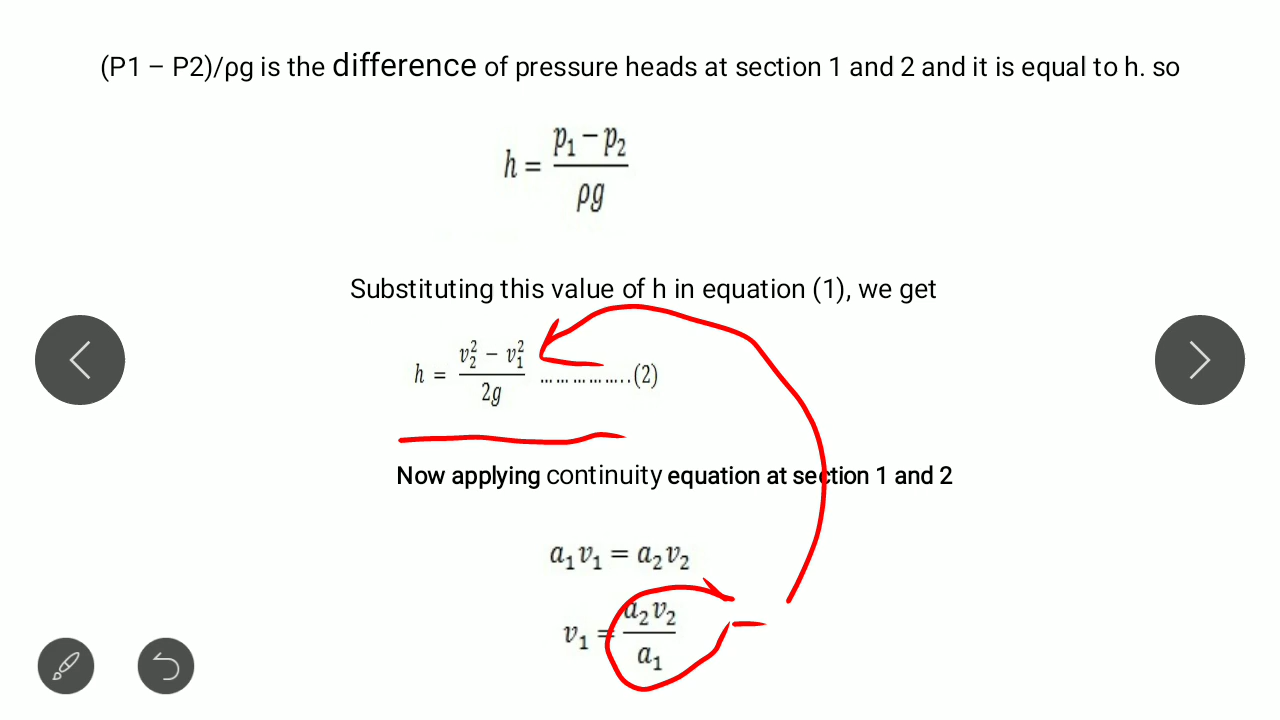 (P1 – P2)/ρg is the difference of pressure heads at section 1 and 2 and it is equal to h. so
h = p₁ − p₂ / ρg
Substituting this value of h in equation (1), we get
h = v₂² − v₁² / 2g ………………..(2)
Now applying continuity equation at section 1 and 2
a₁v₁ = a₂v₂
v₁ = a₂v₂ / a₁